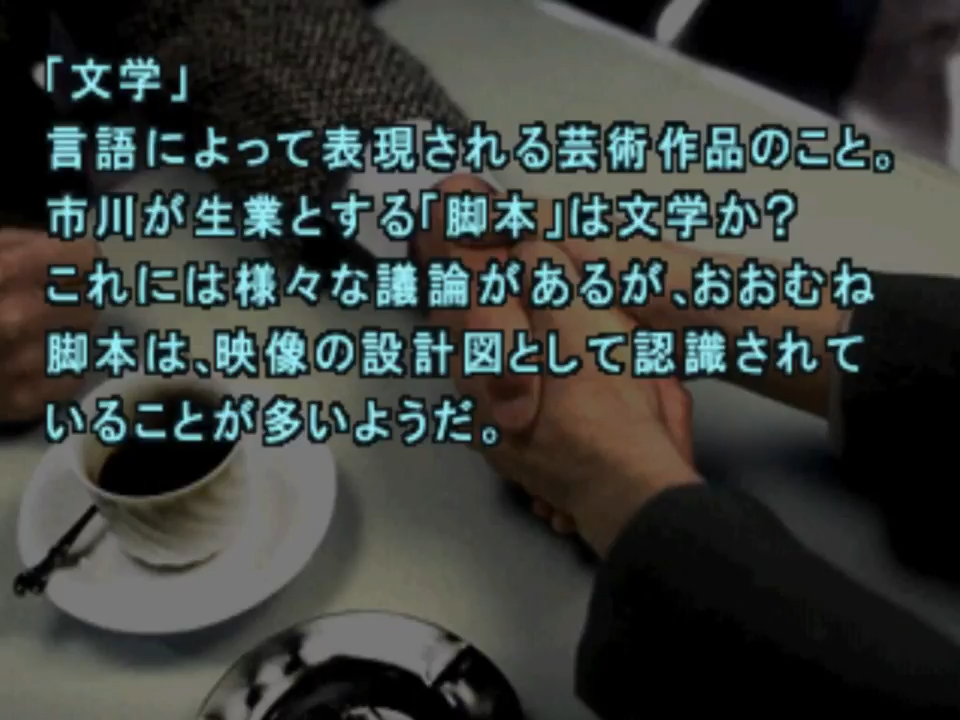 「文学」
言語によって表現される芸術作品のこと。
市川が生業とする「脚本」は文学か？
これには様々な議論があるが、おおむね
脚本は、映像の設計図として認識されて
いることが多いようだ。